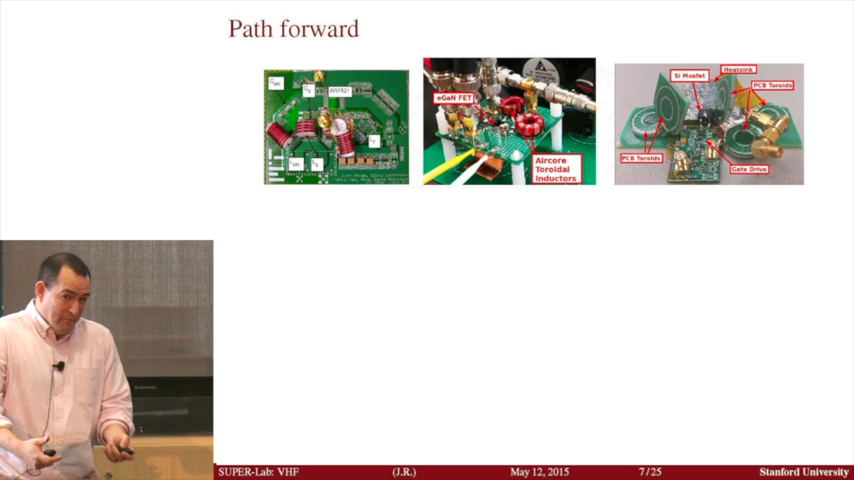 Path forward
ARF521
eGaN FET
Aircore
Toroidal
Inductors
Si Mosfet
Heatsink
PCB Toroids
PCB Toroids
Gate Drive
SUPER-Lab: VHF (J.R.) May 12, 2015 7/25 Stanford University